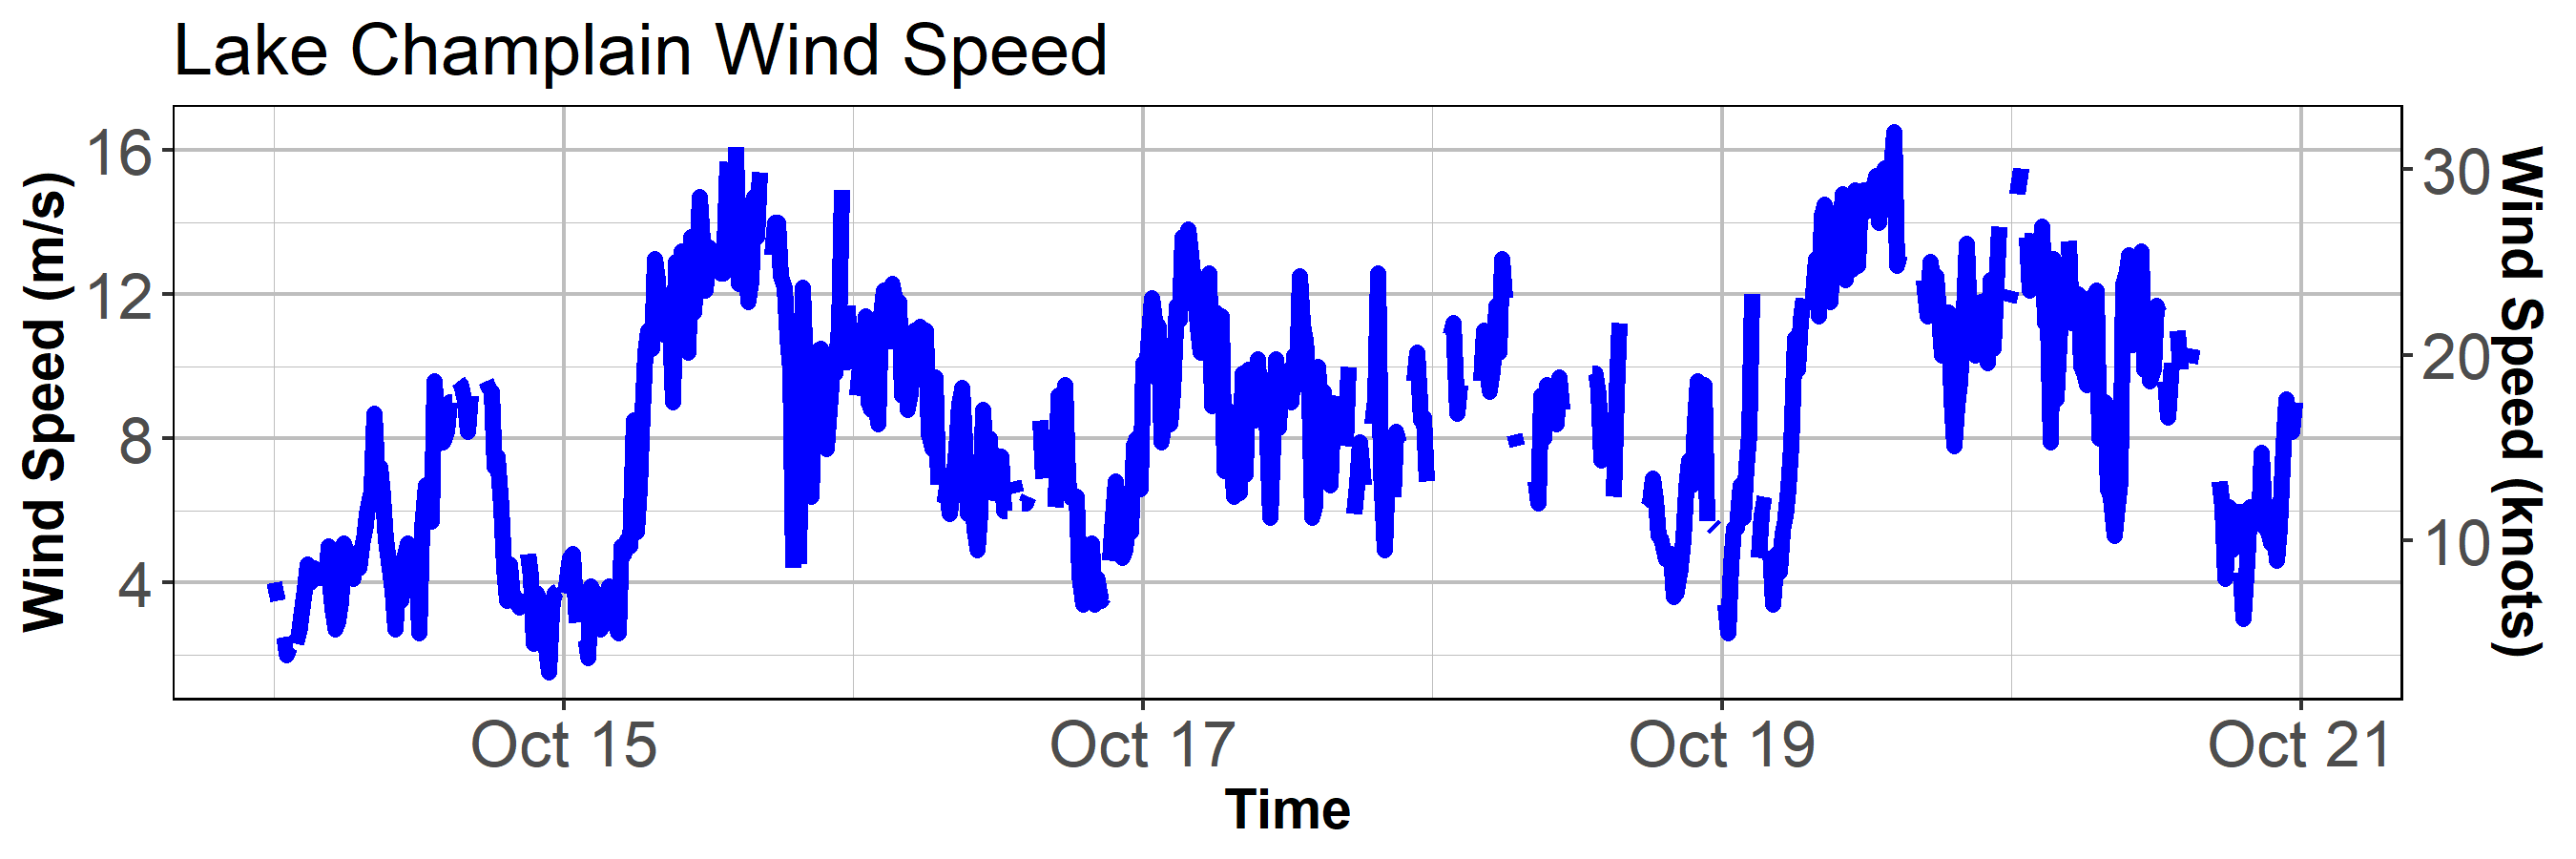 Lake Champlain Wind Speed
Wind Speed (m/s)
16
12
8
4
30
20
10
Wind Speed (knots)
Oct 15
Oct 17
Oct 19
Oct 21
Time